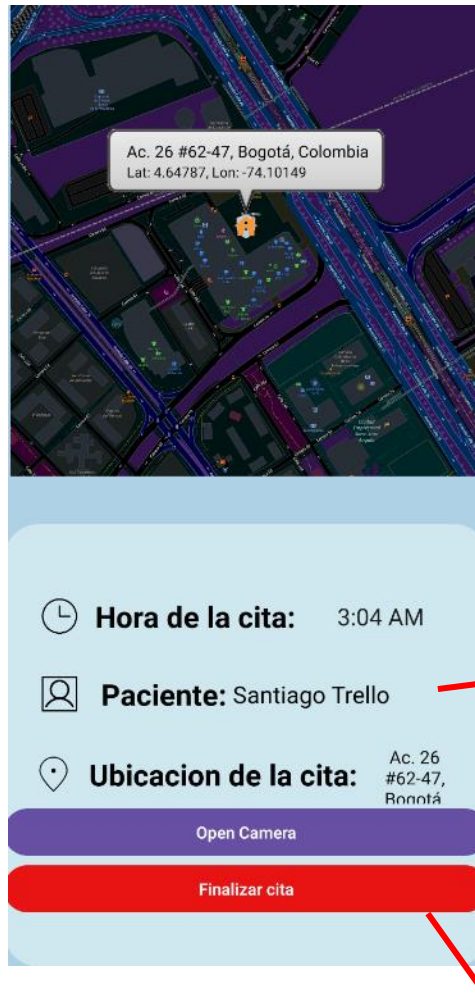 Ac. 26 #62-47, Bogotá, Colombia
Lat: 4.64787, Lon: -74.10149
Hora de la cita: 3:04 AM
Paciente: Santiago Trello
Ubicacion de la cita: Ac. 26
#62-47,
Bogotá
Open Camera
Finalizar cita